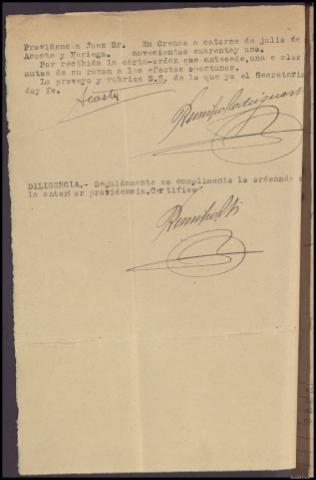 Providencia Juez Sr. En Orense a catorce de julio de
Acosta y Noriega. novecientos cuarenta y uno.
Por recibida la carta-orden que antecede, una a los
autos de su razon a los efectos oportunos.
Lo proveyo y rubrica S.S. de lo que yo el Secretario
doy fe.
Acosta
DILIGENCIA.- Seguidamente se cumplimenta lo ordenado
la anterior providencia. Certifico